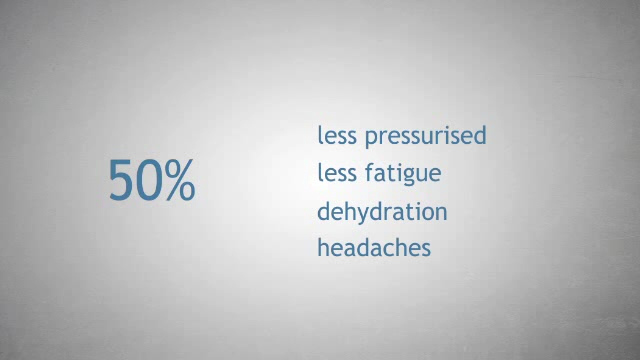 50%
less pressurised
less fatigue
dehydration
headaches